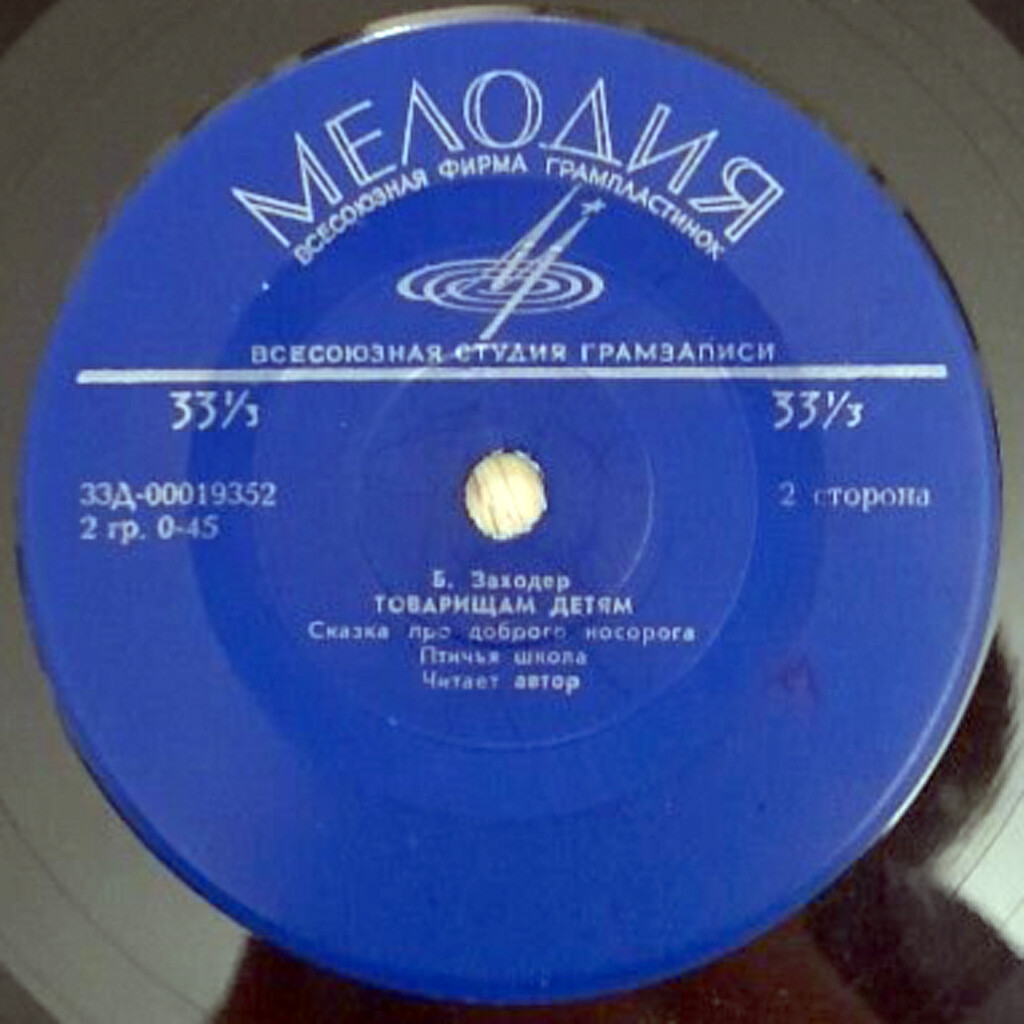 МЕЛОДИЯ
ВСЕСОЮЗНАЯ ФИРМА ГРАМПЛАСТИНОК
ВСЕСОЮЗНАЯ СТУДИЯ ГРАМЗАПИСИ
33⅓ 33⅓
33Д-00019352 2 сторона
2 гр. 0-45
Б. Заходер
ТОВАРИЩАМ ДЕТЯМ
Сказка про доброго носорога
Птичья школа
Читает автор